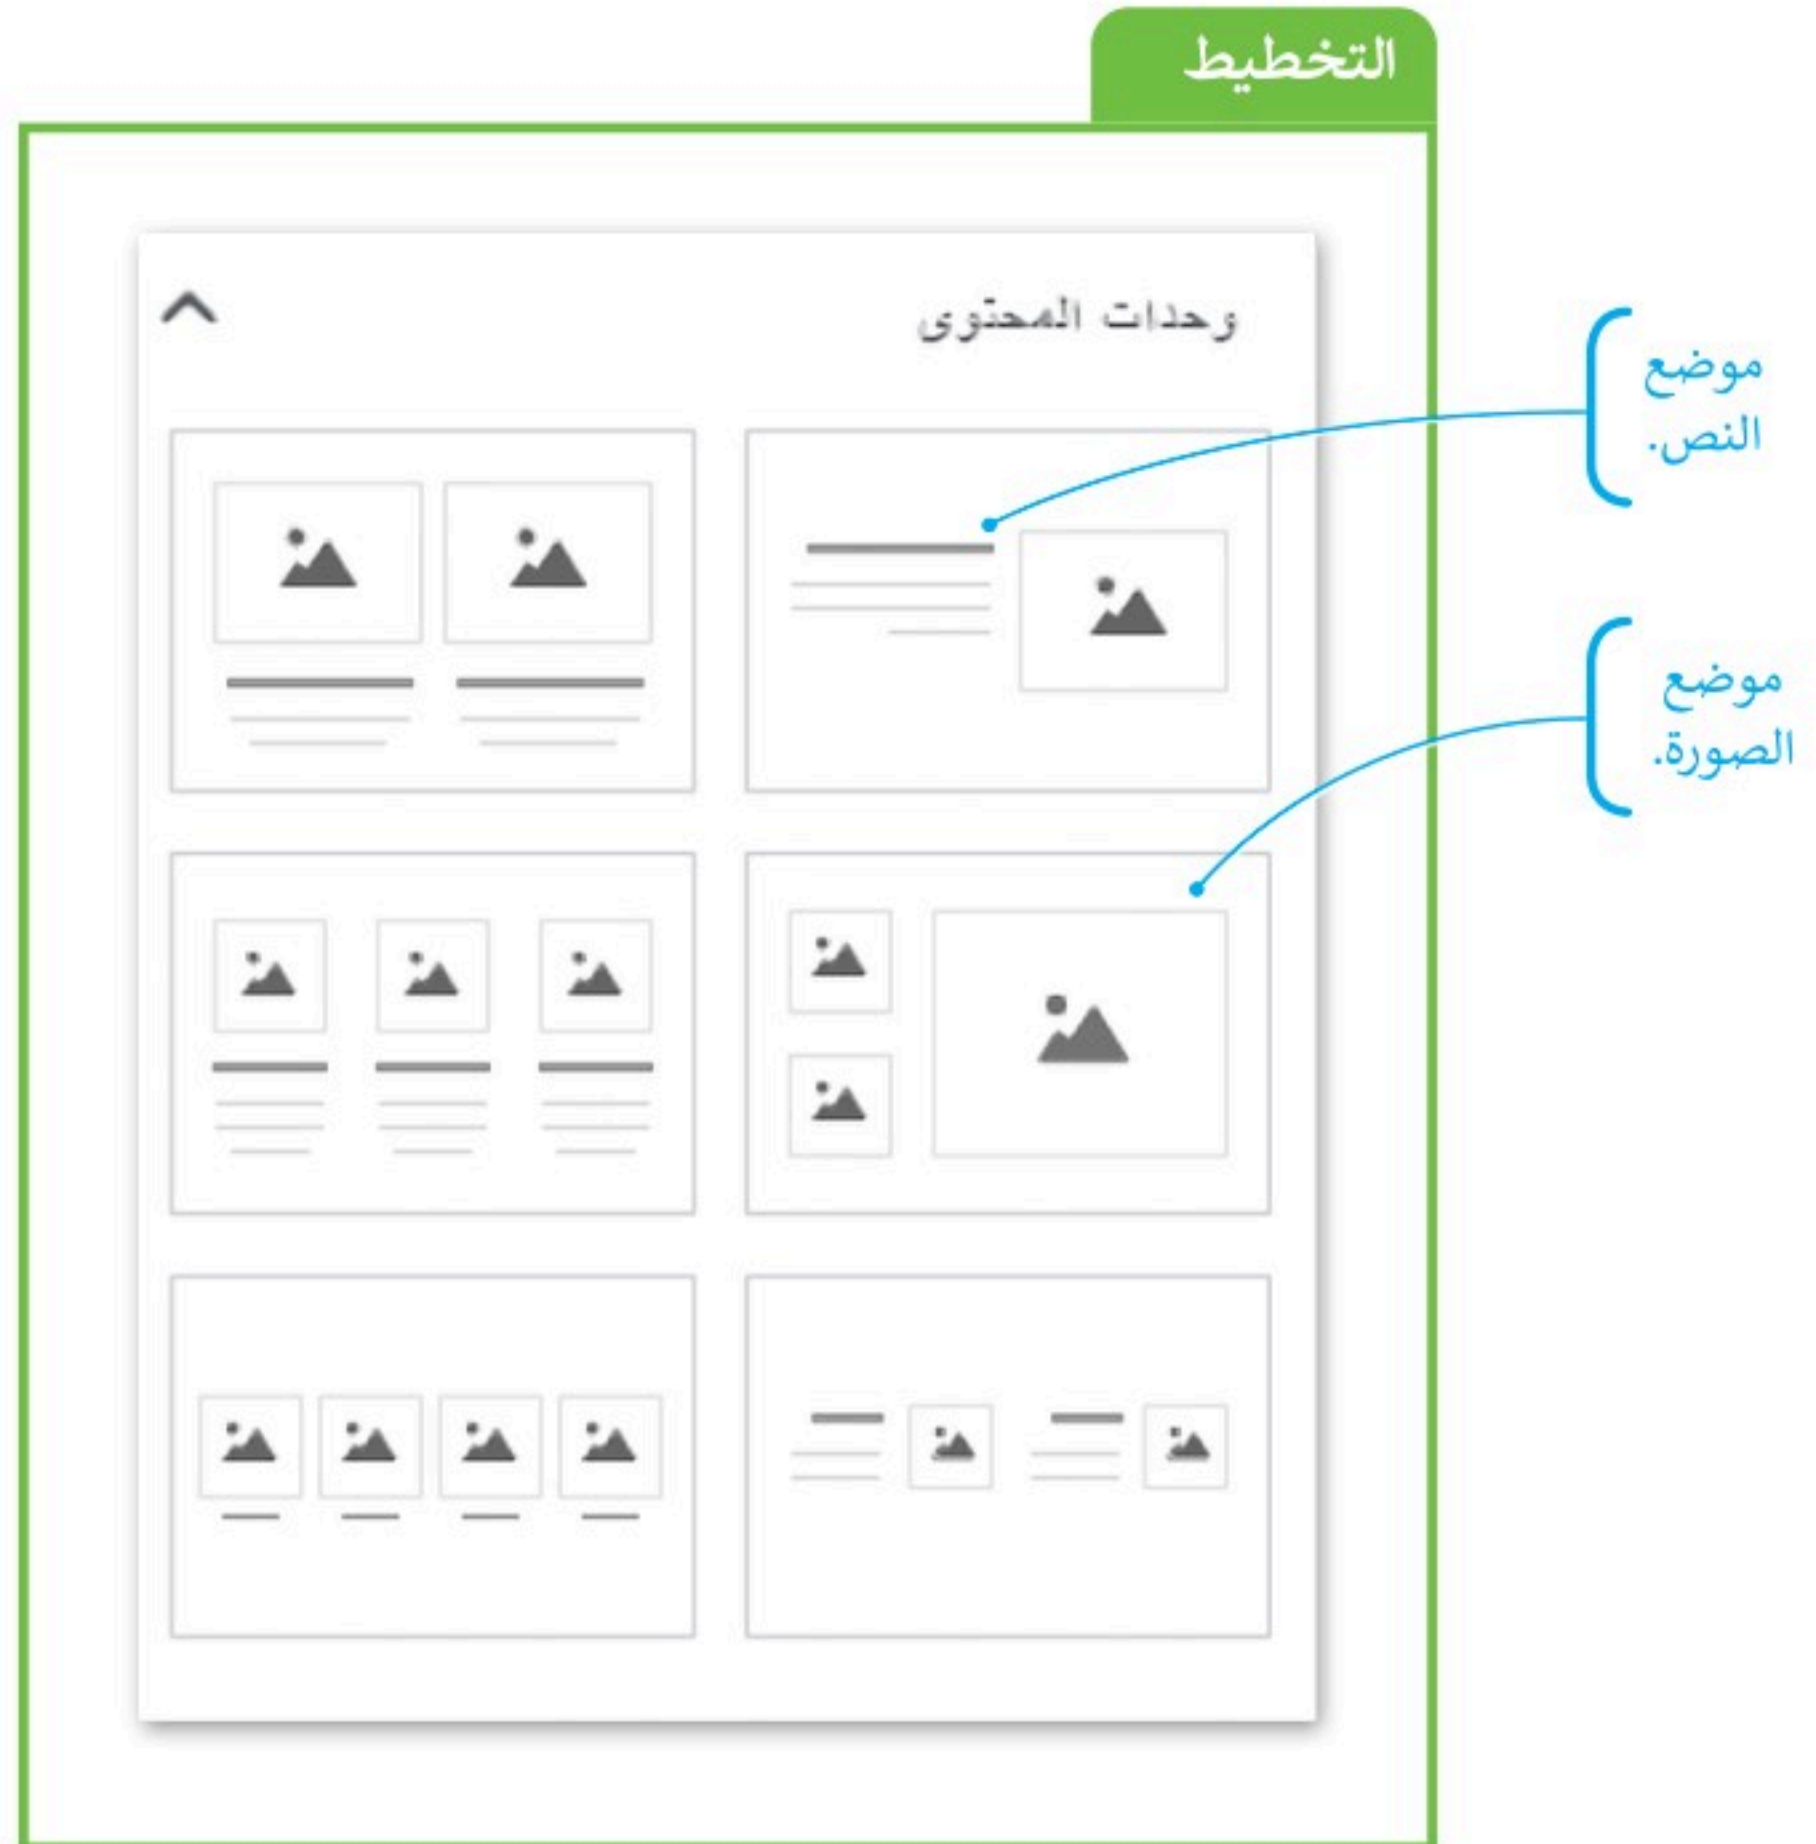 التخطيط
وحدات المحتوى
موضع
النص.
موضع
الصورة.